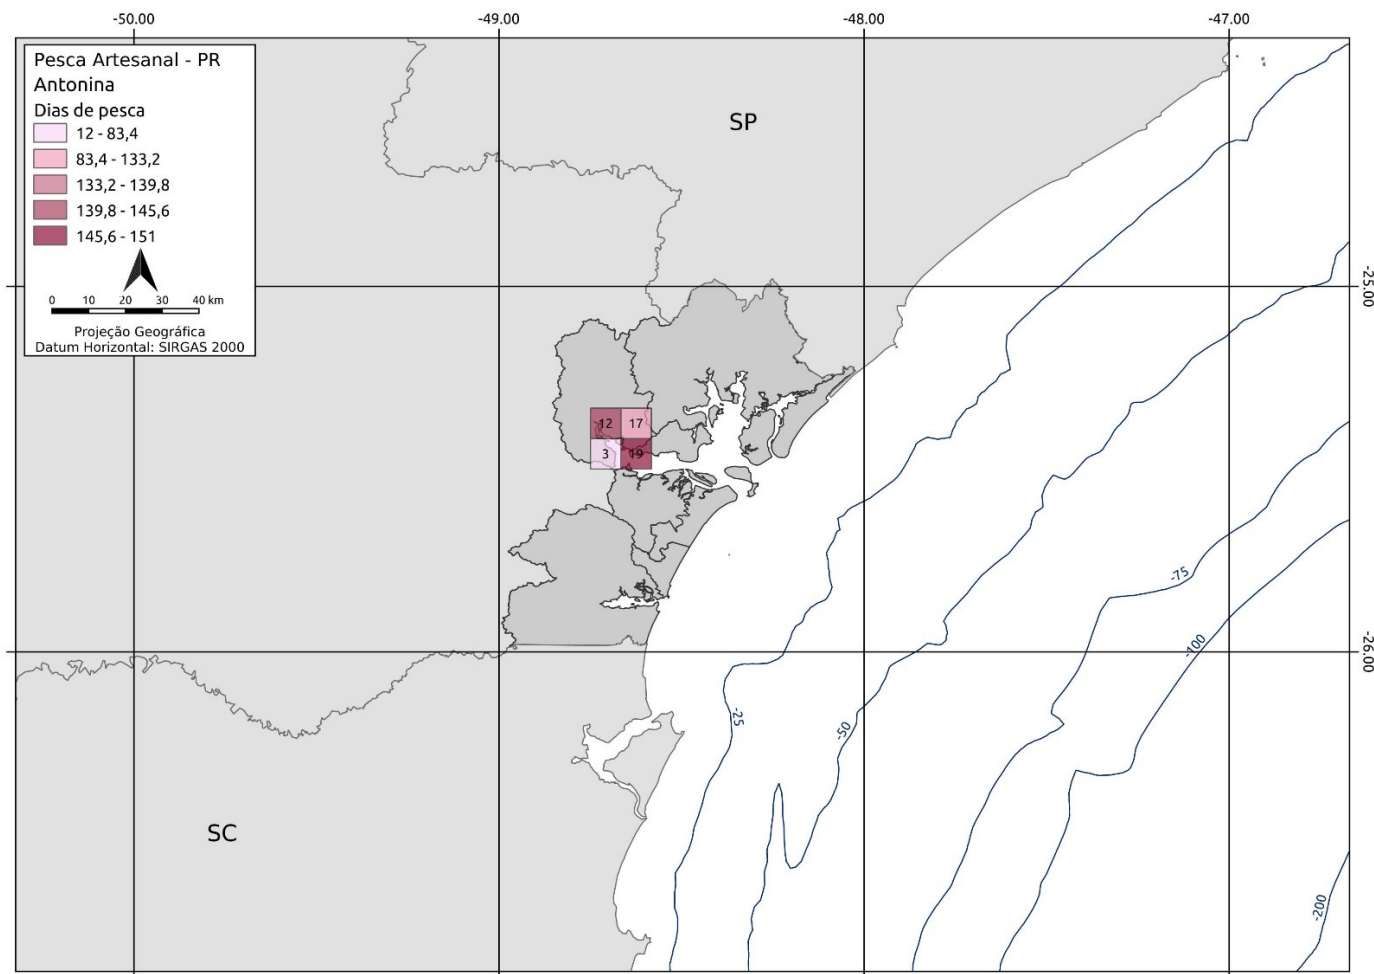 -50.00 -49.00 -48.00 -47.00
Pesca Artesanal - PR
Antonina
Dias de pesca
12 - 83,4
83,4 - 133,2
133,2 - 139,8
139,8 - 145,6
145,6 - 151
0 10 20 30 40 km
Projeção Geográfica
Datum Horizontal: SIRGAS 2000
SP
-25.00
12 17
3 19
-75
-100
-26.00
-25
-50
SC
-200